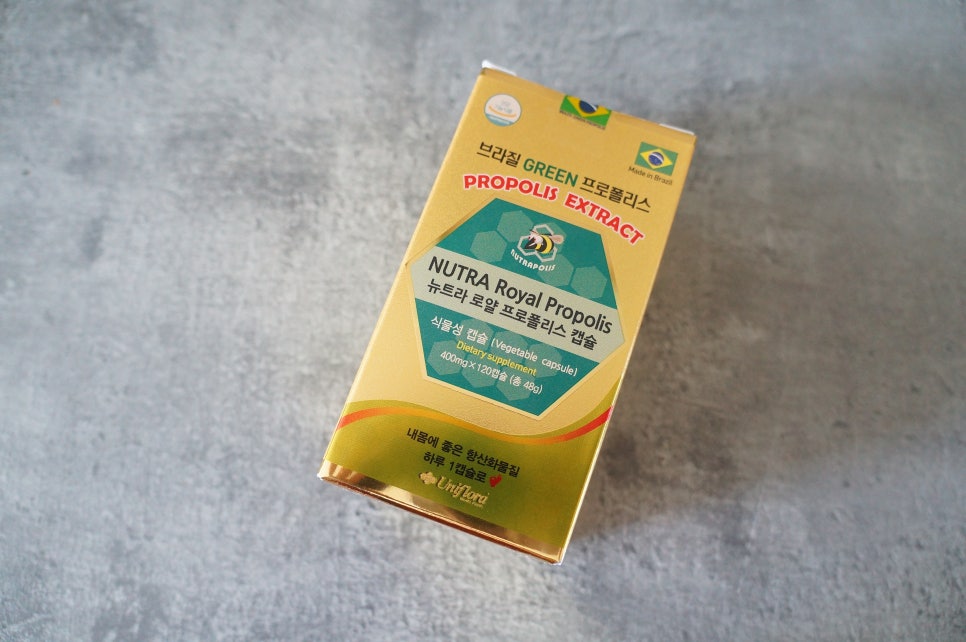 브라질 GREEN 프로폴리스
Made in Brazil
PROPOLIS EXTRACT
NUTRAPOLIS
NUTRA Royal Propolis
뉴트라 로얄 프로폴리스 캡슐
식물성 캡슐 (Vegetable capsule)
Dietary supplement
400mg×120캡슐 (총 48g)
내몸에 좋은 항산화물질
하루 1캡슐로
Uniflora